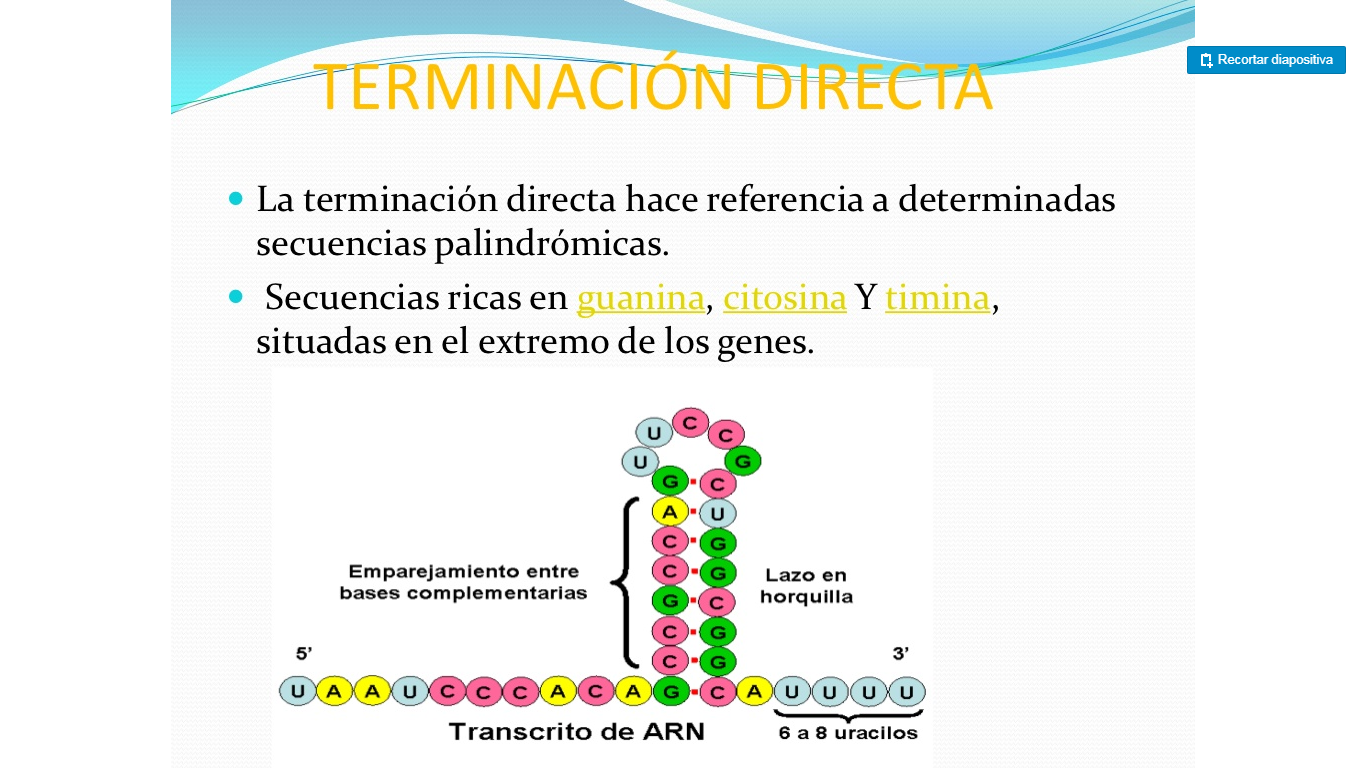 Recortar diapositiva
TERMINACIÓN DIRECTA
La terminación directa hace referencia a determinadas
secuencias palindrómicas.
Secuencias ricas en guanina, citosina Y timina,
situadas en el extremo de los genes.
U C C
U G
G C
A U
C G
C G
G C
C G
C G
Emparejamiento entre
bases complementarias
Lazo en
horquilla
5’ 3’
U A A U C C C A C A G C A U U U U
Transcrito de ARN
6 a 8 uracilos